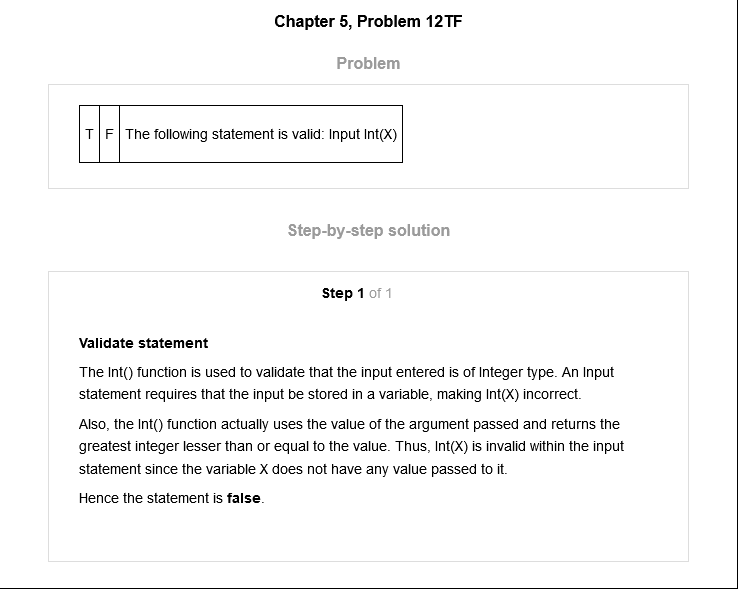 Chapter 5, Problem 12TF
Problem
T F The following statement is valid: Input Int(X)
Step-by-step solution
Step 1 of 1
Validate statement
The Int() function is used to validate that the input entered is of Integer type. An Input
statement requires that the input be stored in a variable, making Int(X) incorrect.
Also, the Int() function actually uses the value of the argument passed and returns the
greatest integer lesser than or equal to the value. Thus, Int(X) is invalid within the input
statement since the variable X does not have any value passed to it.
Hence the statement is false.